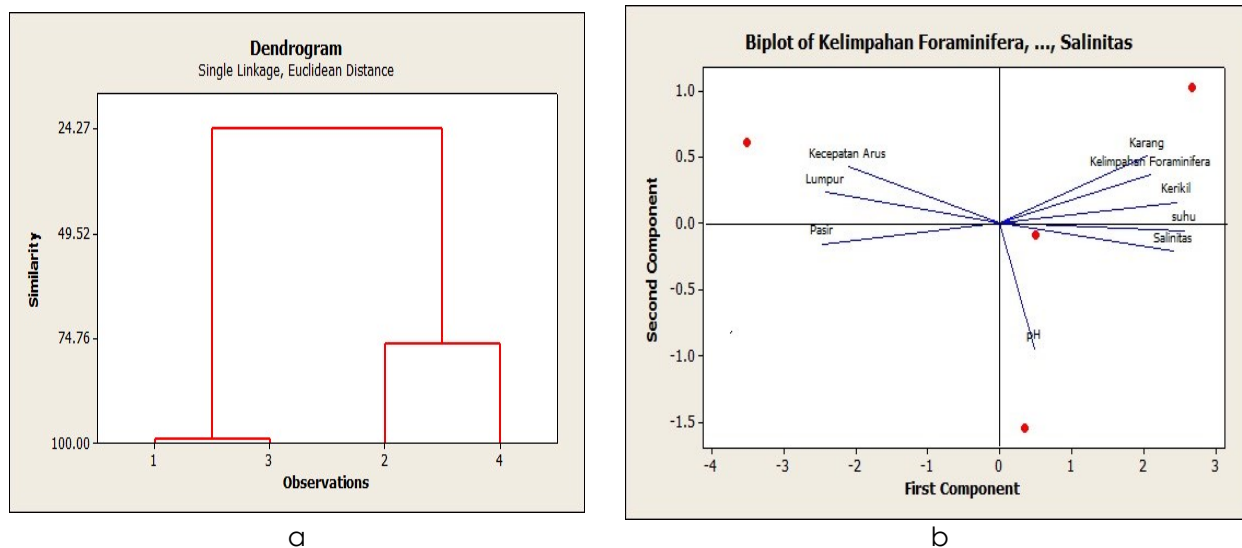 Dendrogram
Single Linkage, Euclidean Distance
24.27
49.52
74.76
100.00
Similarity
1 3 2 4
Observations
a
Biplot of Kelimpahan Foraminifera, ..., Salinitas
1.0
0.5
0.0
-0.5
-1.0
-1.5
Second Component
Kecepatan Arus
Lumpur
Pasir
Karang
Kelimpahan Foraminifera
Kerikil
suhu
Salinitas
pH
-4 -3 -2 -1 0 1 2 3
First Component
b